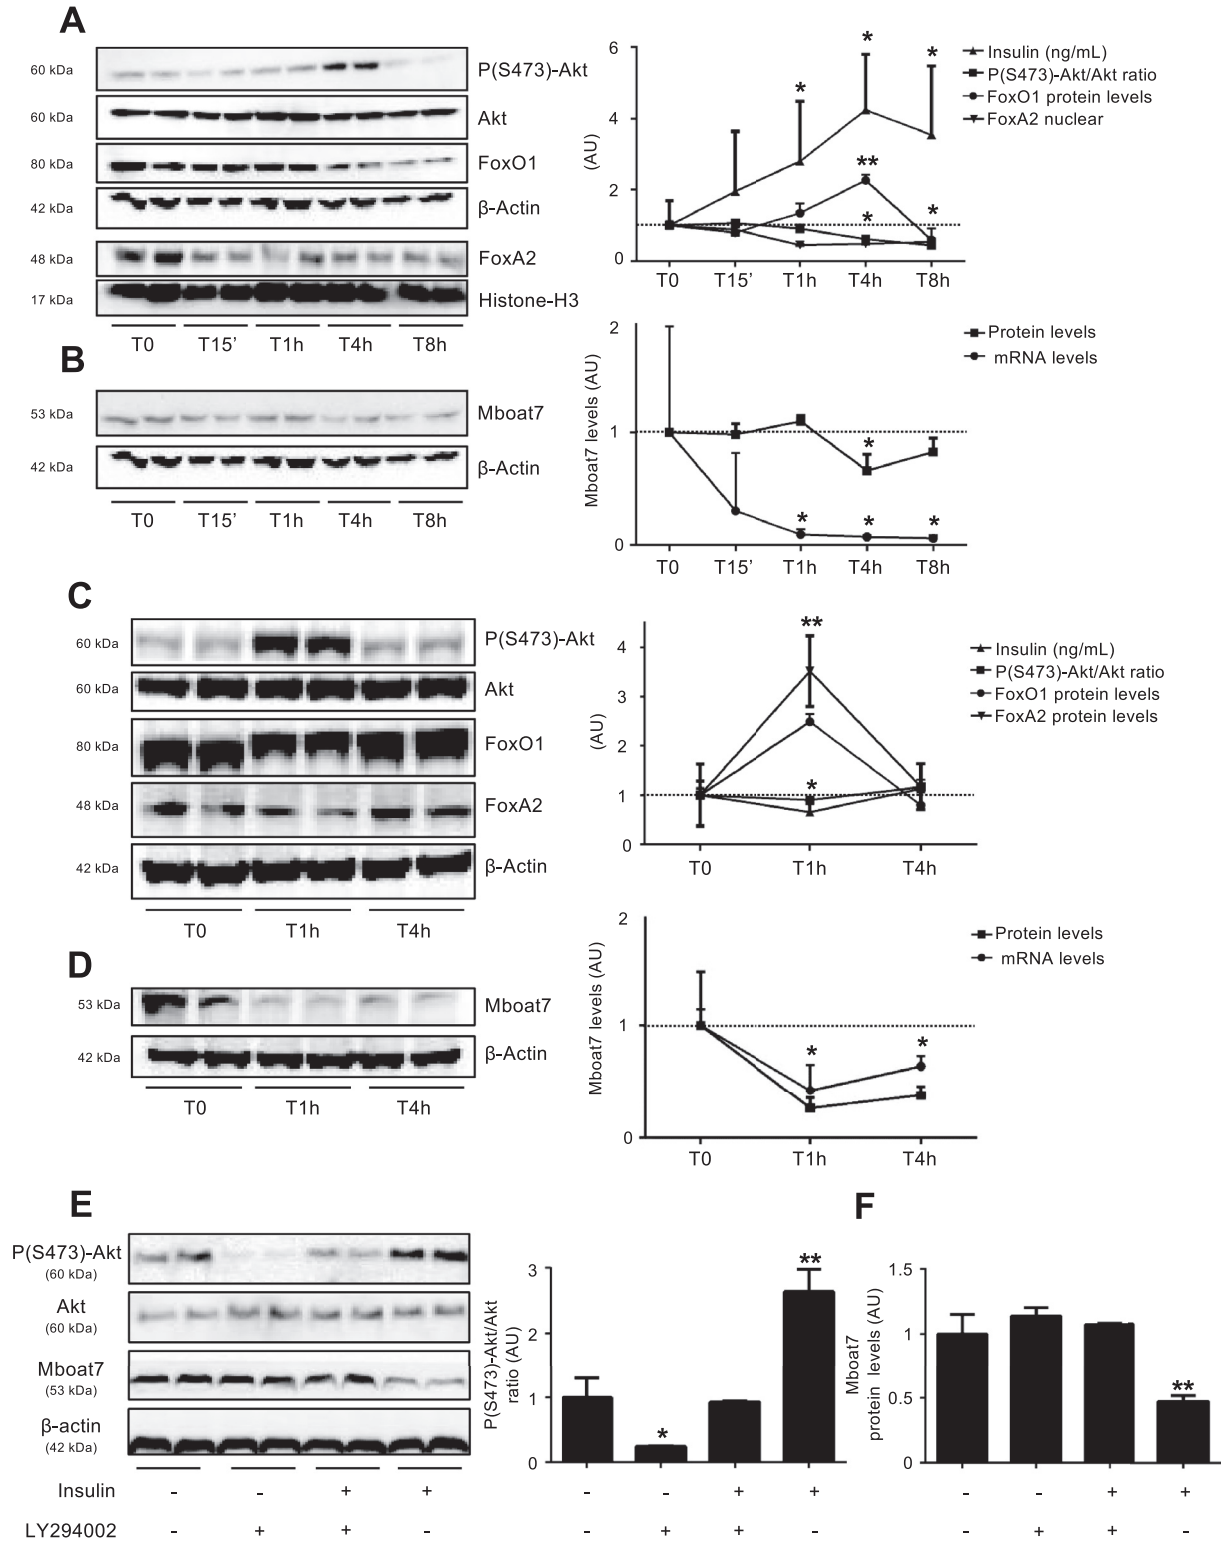 A
60 kDa
P(S473)-Akt
60 kDa
Akt
80 kDa
FoxO1
42 kDa
β-Actin
48 kDa
FoxA2
17 kDa
Histone-H3
T0 T15' T1h T4h T8h
6
4
2
0
(AU)
* * * ** * *
T0 T15' T1h T4h T8h
Insulin (ng/mL)
P(S473)-Akt/Akt ratio
FoxO1 protein levels
FoxA2 nuclear
B
53 kDa
Mboat7
42 kDa
β-Actin
T0 T15' T1h T4h T8h
2
1
0
Mboat7 levels (AU)
* * * *
T0 T15' T1h T4h T8h
Protein levels
mRNA levels
C
60 kDa
P(S473)-Akt
60 kDa
Akt
80 kDa
FoxO1
48 kDa
FoxA2
42 kDa
β-Actin
T0 T1h T4h
4
3
2
1
0
(AU)
**
*
T0 T1h T4h
Insulin (ng/mL)
P(S473)-Akt/Akt ratio
FoxO1 protein levels
FoxA2 protein levels
D
53 kDa
Mboat7
42 kDa
β-Actin
T0 T1h T4h
2
1
0
Mboat7 levels (AU)
* *
T0 T1h T4h
Protein levels
mRNA levels
E
P(S473)-Akt
(60 kDa)
Akt
(60 kDa)
Mboat7
(53 kDa)
β-actin
(42 kDa)
Insulin - - + +
LY294002 - + + -
3
2
1
0
P(S473)-Akt/Akt
ratio (AU)
* **
- - + +
- + + -
F
1.5
1
0.5
0
Mboat7
protein levels (AU)
**
- - + +
- + + -